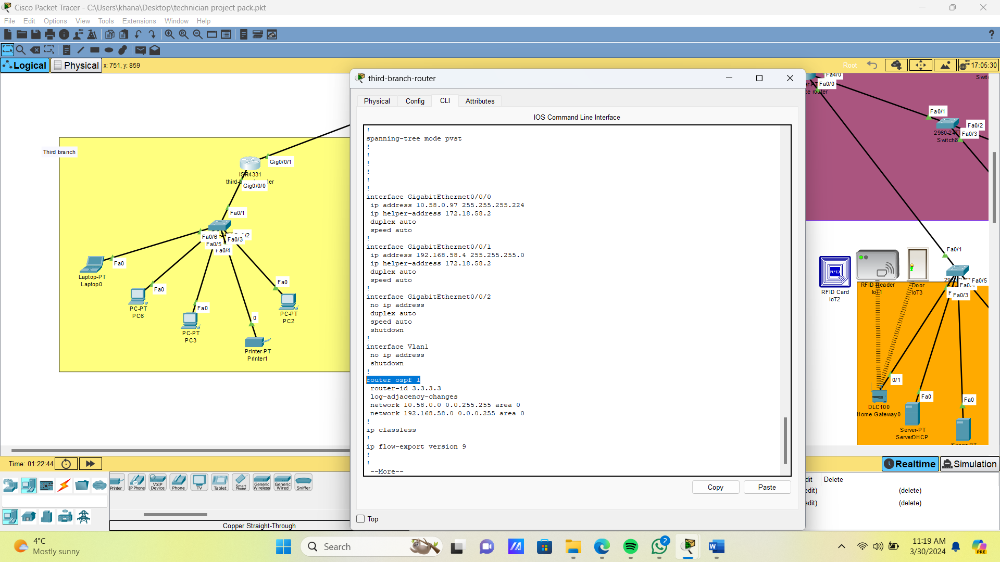 Cisco Packet Tracer - C:\Users\khana\Desktop\technician project pack.pkt
File Edit Options View Tools Extensions Window Help
?
Logical Physical x: 751, y: 859
Root
17:05:30
third-branch-router
Physical Config CLI Attributes
IOS Command Line Interface
!
spanning-tree mode pvst
!
!
!
!
!
!
interface GigabitEthernet0/0/0
ip address 10.58.0.97 255.255.255.224
ip helper-address 172.18.58.2
duplex auto
speed auto
!
interface GigabitEthernet0/0/1
ip address 192.168.58.4 255.255.255.0
ip helper-address 172.18.58.2
duplex auto
speed auto
!
interface GigabitEthernet0/0/2
no ip address
duplex auto
speed auto
shutdown
!
interface Vlan1
no ip address
shutdown
!
router ospf 1
router-id 3.3.3.3
log-adjacency-changes
network 10.58.0.0 0.0.255.255 area 0
network 192.168.58.0 0.0.0.255 area 0
!
ip classless
!
ip flow-export version 9
!
!
--More--
Copy Paste
Top
Third branch
Gig0/0/1
ISR4331
Gig0/0/0
Fa0/1
Fa0/6
Fa0/3
Fa0/5
Fa0/4
Fa0
Laptop-PT
Laptop0
Fa0
PC-PT
PC6
Fa0
PC-PT
PC3
0
Printer-PT
Printer1
Fa0
PC-PT
PC2
Fa4/0
Fa0/0
ce router
Fa0/1
Fa0/2
Fa0/3
Switch8
Fa0/1
Fa0/5
Fa0/3
RFID
RFID Card
IoT2
RFID Reader
IoT1
Door
IoT3
0/1
DLC100
Home Gateway0
Fa0
Server-PT
ServerDHCP
Fa0
Server-PT
Time: 01:22:44
Realtime Simulation
Printer
IP Phone
VoIP Device
Phone
TV
Tablet
Smart Phone
Generic Wireless
Generic Wired
Sniffer
Copper Straight-Through
dit Delete
edit) (delete)
edit) (delete)
4°C
Mostly sunny
Search
2
11:19 AM
3/30/2024
PRE